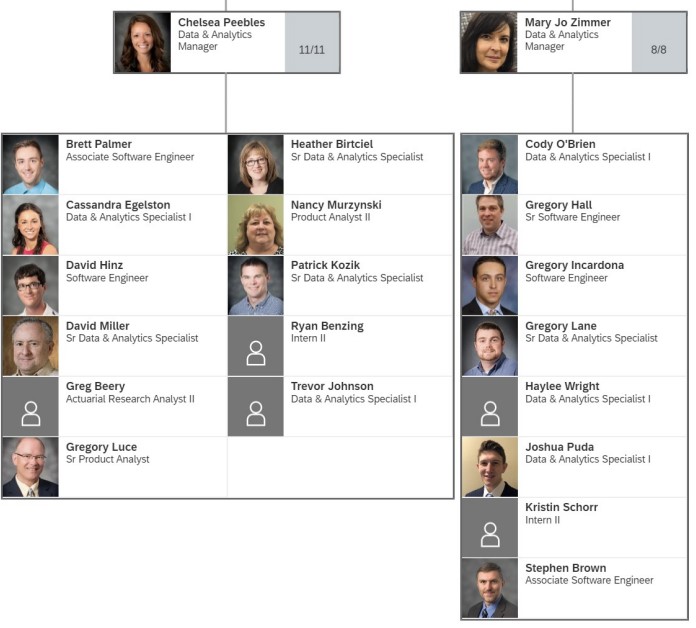 Chelsea Peebles
Data & Analytics
Manager
11/11
Mary Jo Zimmer
Data & Analytics
Manager
8/8
Brett Palmer
Associate Software Engineer
Cassandra Egelston
Data & Analytics Specialist I
David Hinz
Software Engineer
David Miller
Sr Data & Analytics Specialist
Greg Beery
Actuarial Research Analyst II
Gregory Luce
Sr Product Analyst
Heather Birtciel
Sr Data & Analytics Specialist
Nancy Murzynski
Product Analyst II
Patrick Kozik
Sr Data & Analytics Specialist
Ryan Benzing
Intern II
Trevor Johnson
Data & Analytics Specialist I
Cody O'Brien
Data & Analytics Specialist I
Gregory Hall
Sr Software Engineer
Gregory Incardona
Software Engineer
Gregory Lane
Sr Data & Analytics Specialist
Haylee Wright
Data & Analytics Specialist I
Joshua Puda
Data & Analytics Specialist I
Kristin Schorr
Intern II
Stephen Brown
Associate Software Engineer